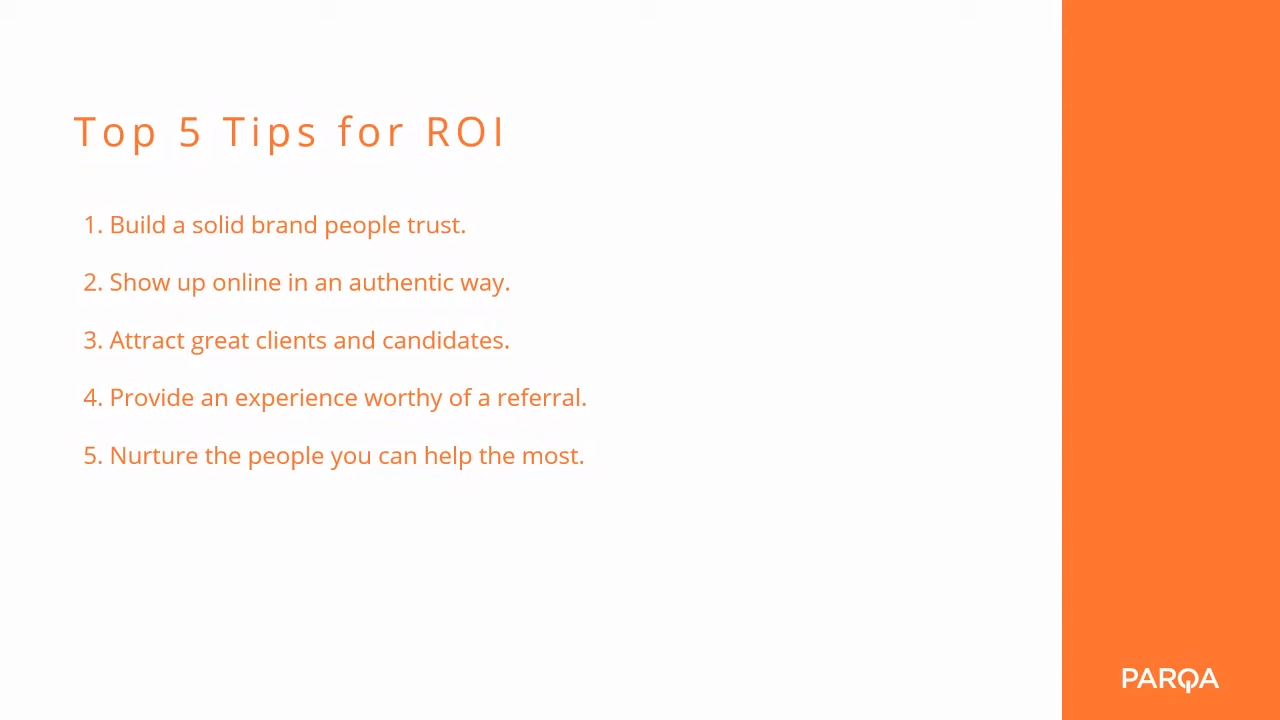 Top 5 Tips for ROI
1. Build a solid brand people trust.
2. Show up online in an authentic way.
3. Attract great clients and candidates.
4. Provide an experience worthy of a referral.
5. Nurture the people you can help the most.
PARQA